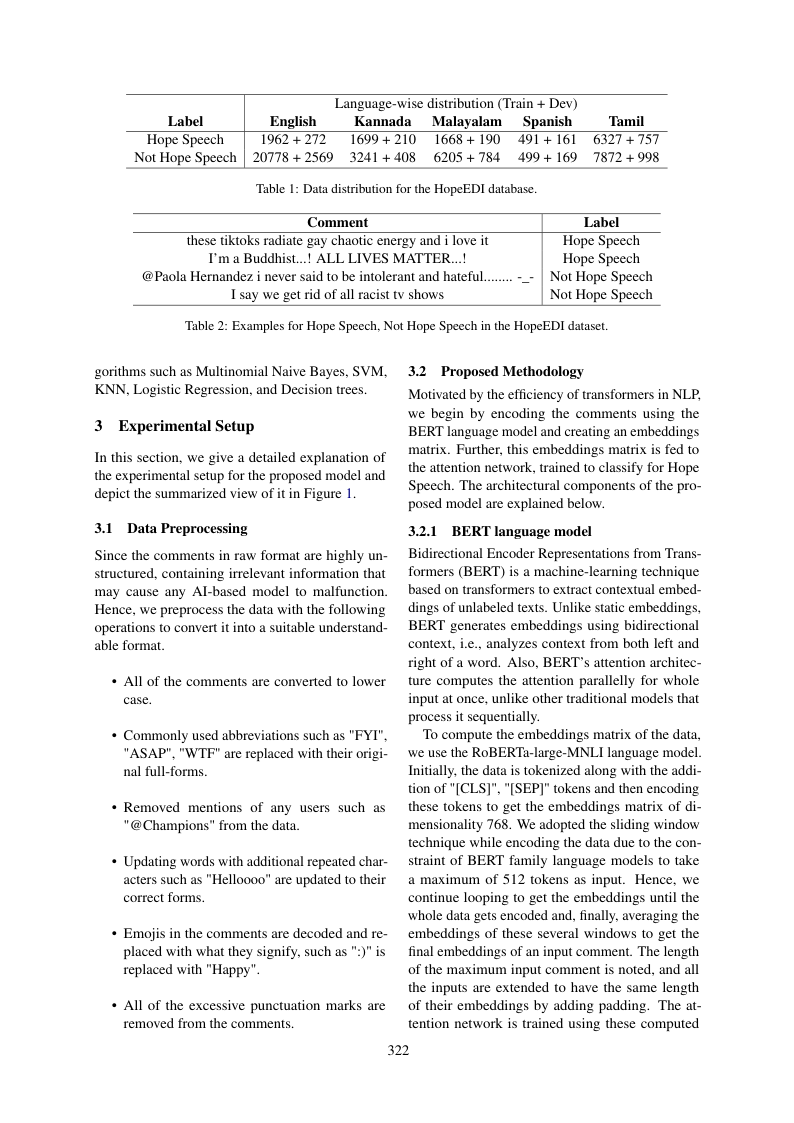 Language-wise distribution (Train + Dev)
Label English Kannada Malayalam Spanish Tamil
Hope Speech 1962 + 272 1699 + 210 1668 + 190 491 + 161 6327 + 757
Not Hope Speech 20778 + 2569 3241 + 408 6205 + 784 499 + 169 7872 + 998
Table 1: Data distribution for the HopeEDI database.
Comment Label
these tiktoks radiate gay chaotic energy and i love it Hope Speech
I'm a Buddhist...! ALL LIVES MATTER...! Hope Speech
@Paola Hernandez i never said to be intolerant and hateful........ -_- Not Hope Speech
I say we get rid of all racist tv shows Not Hope Speech
Table 2: Examples for Hope Speech, Not Hope Speech in the HopeEDI dataset.
gorithms such as Multinomial Naive Bayes, SVM,
KNN, Logistic Regression, and Decision trees.
3 Experimental Setup
In this section, we give a detailed explanation of
the experimental setup for the proposed model and
depict the summarized view of it in Figure 1.
3.1 Data Preprocessing
Since the comments in raw format are highly un-
structured, containing irrelevant information that
may cause any AI-based model to malfunction.
Hence, we preprocess the data with the following
operations to convert it into a suitable understand-
able format.
• All of the comments are converted to lower
case.
• Commonly used abbreviations such as "FYI",
"ASAP", "WTF" are replaced with their origi-
nal full-forms.
• Removed mentions of any users such as
"@Champions" from the data.
• Updating words with additional repeated char-
acters such as "Helloooo" are updated to their
correct forms.
• Emojis in the comments are decoded and re-
placed with what they signify, such as ":)" is
replaced with "Happy".
• All of the excessive punctuation marks are
removed from the comments.
3.2 Proposed Methodology
Motivated by the efficiency of transformers in NLP,
we begin by encoding the comments using the
BERT language model and creating an embeddings
matrix. Further, this embeddings matrix is fed to
the attention network, trained to classify for Hope
Speech. The architectural components of the pro-
posed model are explained below.
3.2.1 BERT language model
Bidirectional Encoder Representations from Trans-
formers (BERT) is a machine-learning technique
based on transformers to extract contextual embed-
dings of unlabeled texts. Unlike static embeddings,
BERT generates embeddings using bidirectional
context, i.e., analyzes context from both left and
right of a word. Also, BERT's attention architec-
ture computes the attention parallelly for whole
input at once, unlike other traditional models that
process it sequentially.
To compute the embeddings matrix of the data,
we use the RoBERTa-large-MNLI language model.
Initially, the data is tokenized along with the addi-
tion of "[CLS]", "[SEP]" tokens and then encoding
these tokens to get the embeddings matrix of di-
mensionality 768. We adopted the sliding window
technique while encoding the data due to the con-
straint of BERT family language models to take
a maximum of 512 tokens as input. Hence, we
continue looping to get the embeddings until the
whole data gets encoded and, finally, averaging the
embeddings of these several windows to get the
final embeddings of an input comment. The length
of the maximum input comment is noted, and all
the inputs are extended to have the same length
of their embeddings by adding padding. The at-
tention network is trained using these computed
322